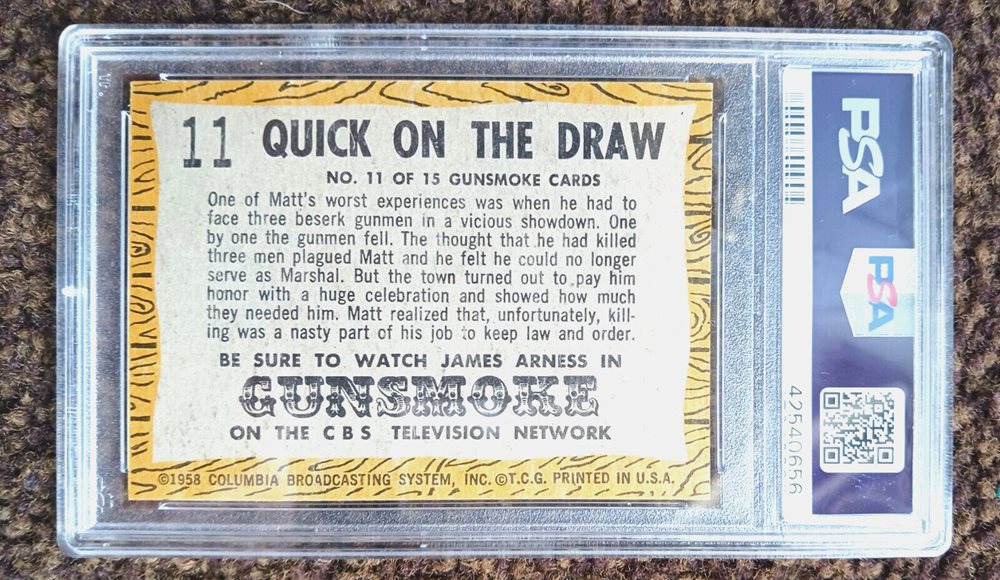 11 QUICK ON THE DRAW
NO. 11 OF 15 GUNSMOKE CARDS
One of Matt's worst experiences was when he had to
face three beserk gunmen in a vicious showdown. One
by one the gunmen fell. The thought that he had killed
three men plagued Matt and he felt he could no longer
serve as Marshal. But the town turned out to pay him
honor with a huge celebration and showed how much
they needed him. Matt realized that, unfortunately, kill-
ing was a nasty part of his job to keep law and order.
BE SURE TO WATCH JAMES ARNESS IN
GUNSMOKE
ON THE CBS TELEVISION NETWORK
©1958 COLUMBIA BROADCASTING SYSTEM, INC. ©T.C.G. PRINTED IN U.S.A.
PSA
PSA
42540656